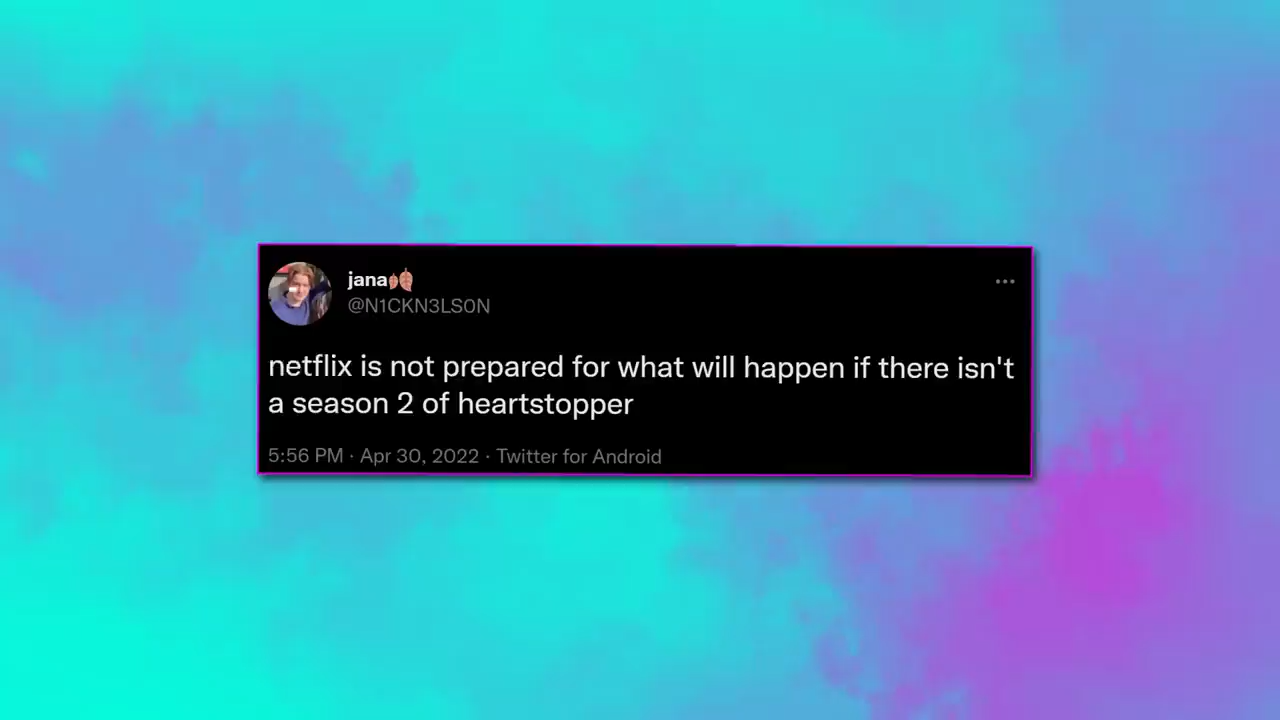 jana🍂🍂
@N1CKN3LS0N
netflix is not prepared for what will happen if there isn't
a season 2 of heartstopper
5:56 PM · Apr 30, 2022 · Twitter for Android